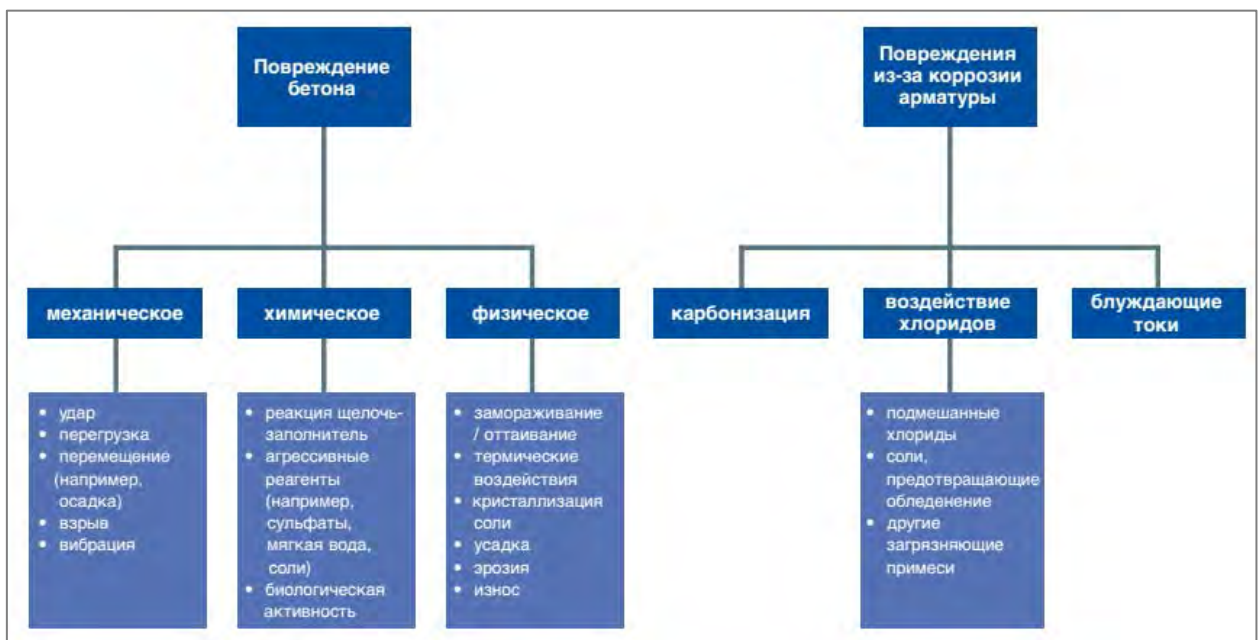 Повреждение
бетона
Повреждения
из-за коррозии
арматуры
механическое
химическое
физическое
карбонизация
воздействие
хлоридов
блуждающие
токи
• удар
• перегрузка
• перемещение
(например,
осадка)
• взрыв
• вибрация
• реакция щелочь-
заполнитель
• агрессивные
реагенты
(например,
сульфаты,
мягкая вода,
соли)
• биологическая
активность
• замораживание
/ оттаивание
• термические
воздействия
• кристаллизация
соли
• усадка
• эрозия
• износ
• подмешанные
хлориды
• соли,
предотвращающие
обледенение
• другие
загрязняющие
примеси